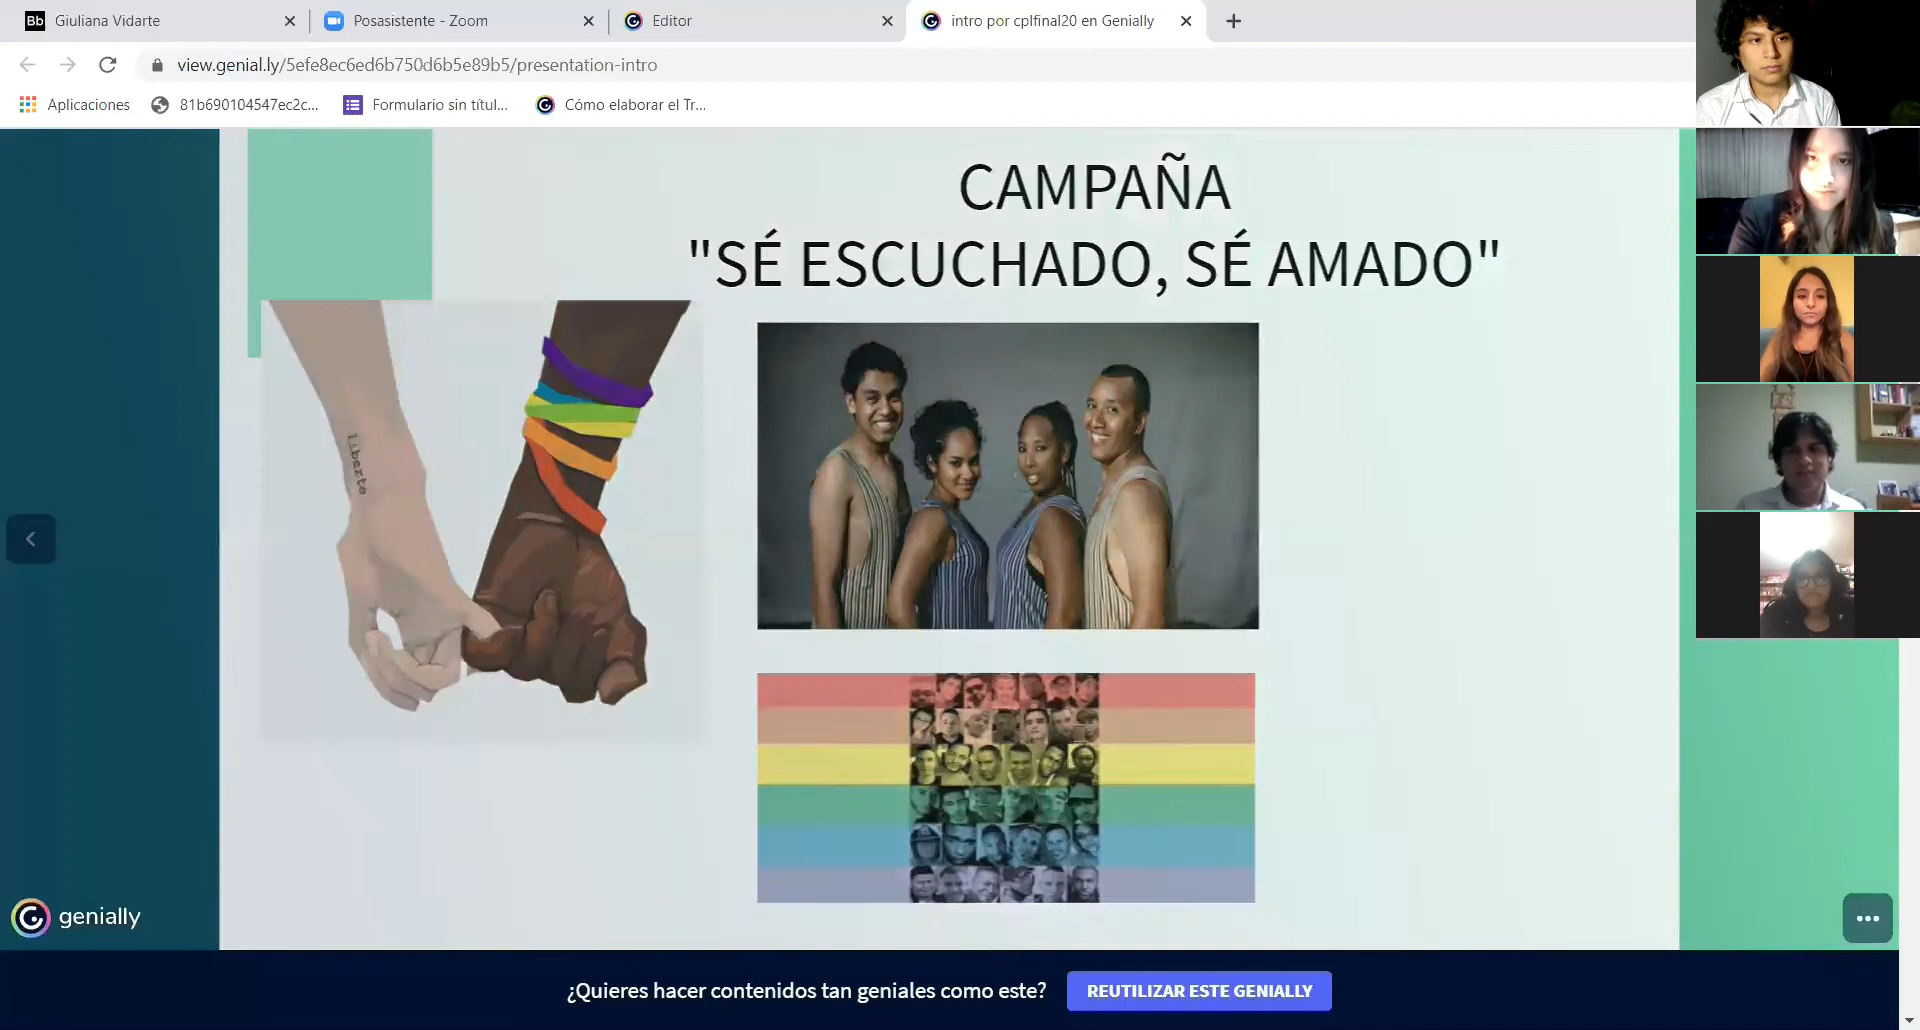 Bb Giuliana Vidarte
Posasistente - Zoom
Editor
intro por cplfinal20 en Genially
view.genial.ly/5efe8ec6ed6b750d6b5e89b5/presentation-intro
Aplicaciones
81b690104547ec2c...
Formulario sin títul...
Cómo elaborar el Tr...
CAMPAÑA
"SÉ ESCUCHADO, SÉ AMADO"
Liberté
genially
¿Quieres hacer contenidos tan geniales como este?
REUTILIZAR ESTE GENIALLY